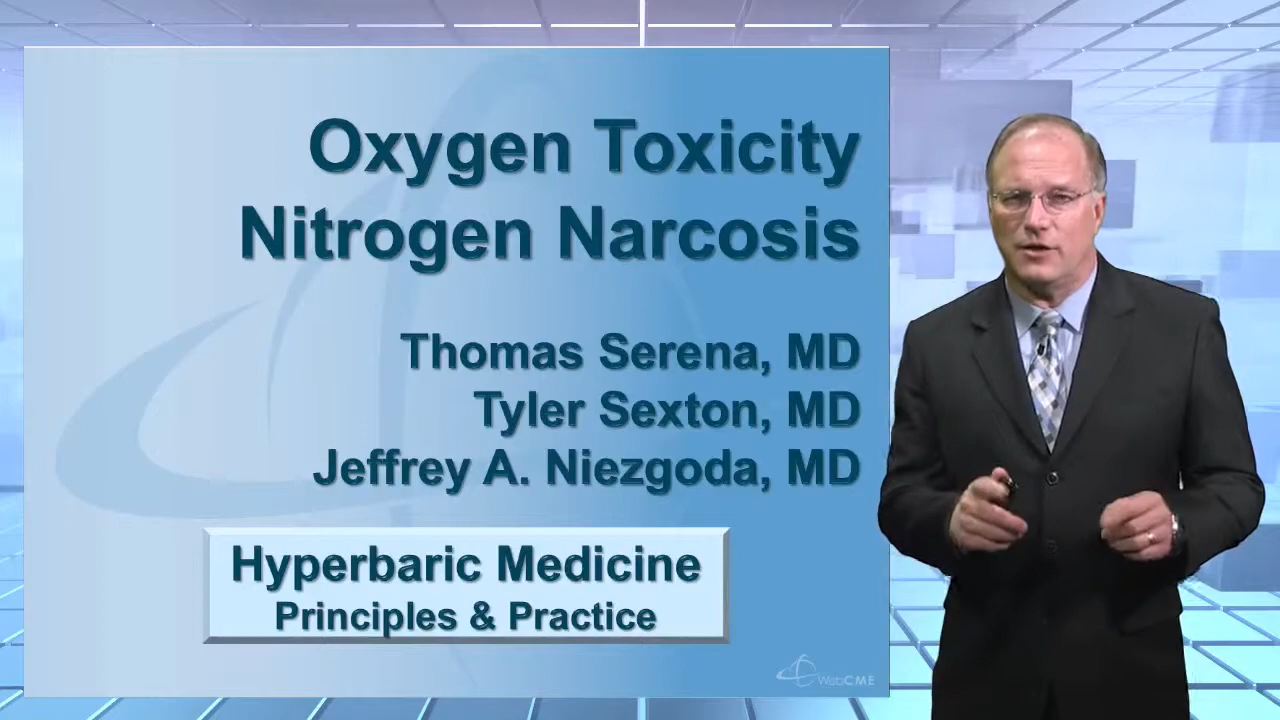 Oxygen Toxicity
Nitrogen Narcosis
Thomas Serena, MD
Tyler Sexton, MD
Jeffrey A. Niezgoda, MD
Hyperbaric Medicine
Principles & Practice
WebCME